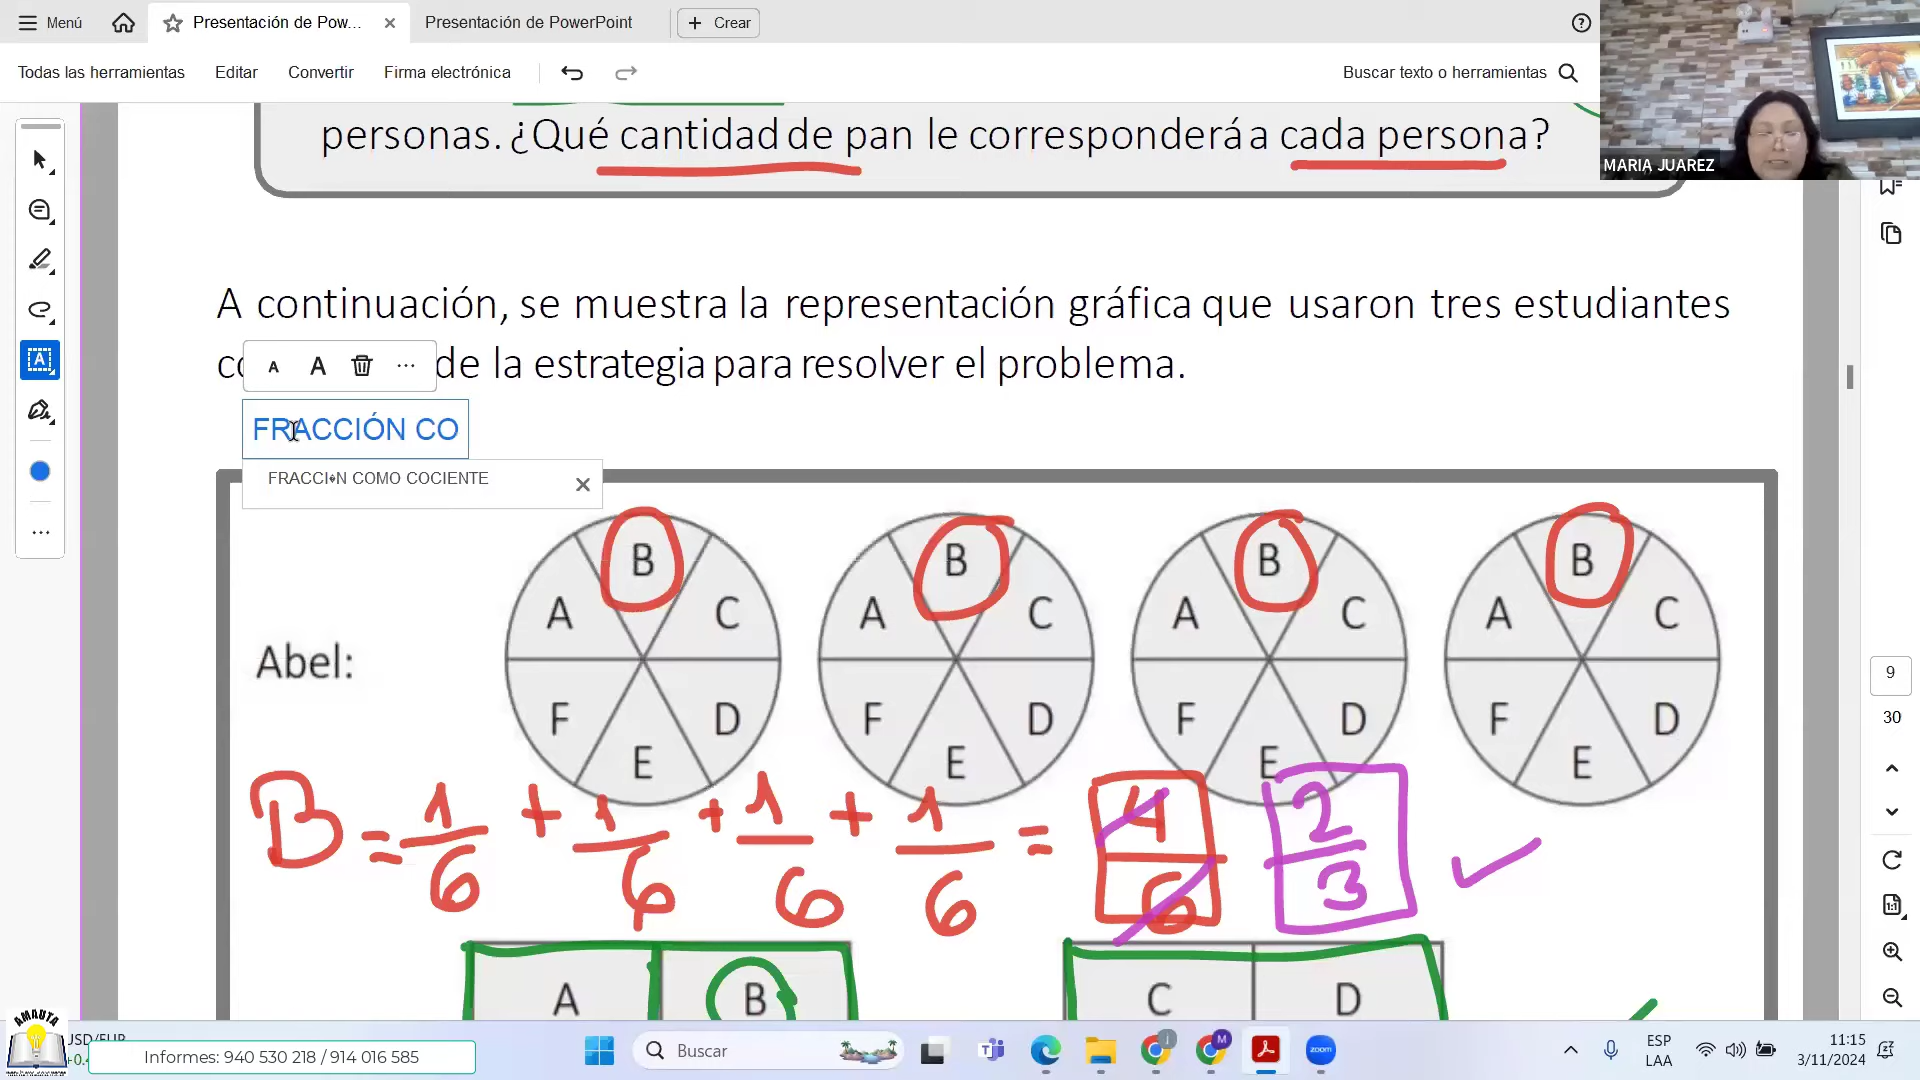 Menú
Presentación de Pow...
Presentación de PowerPoint
Crear
Todas las herramientas
Editar
Convertir
Firma electrónica
Buscar texto o herramientas
MARIA JUAREZ
personas. ¿Qué cantidad de pan le corresponderá a cada persona?
A continuación, se muestra la representación gráfica que usaron tres estudiantes
de la estrategia para resolver el problema.
A A ...
FRACCIÓN CO
FRACCI�N COMO COCIENTE
Abel:
A B C D E F
A B C D E F
A B C D E F
A B C D E F
B = 1/6 + 1/6 + 1/6 + 1/6 = 4/6 2/3
A B
C D
9
30
AMAUTA
USD/EUR
Informes: 940 530 218 / 914 016 585
Buscar
zoom
ESP
LAA
11:15
3/11/2024